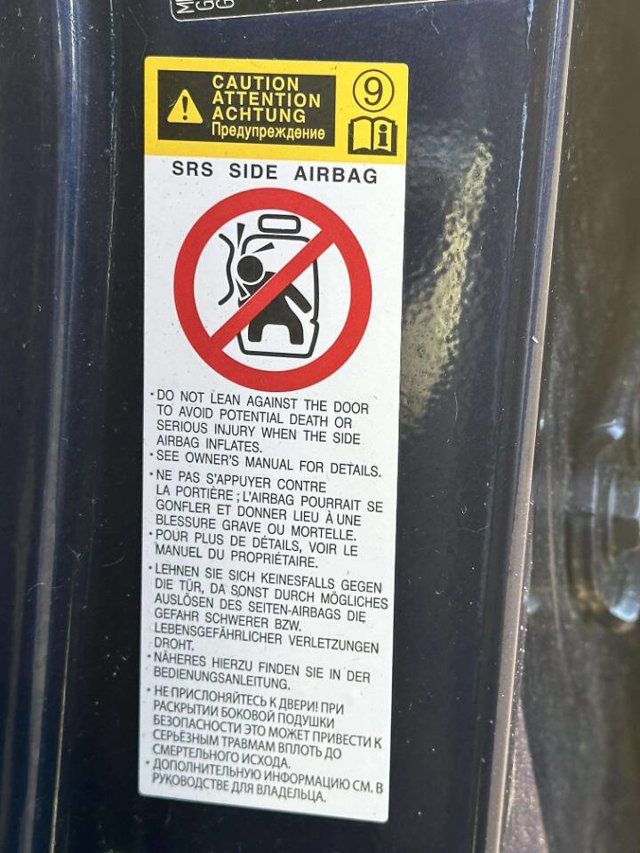 CAUTION
ATTENTION
ACHTUNG
Предупреждение
9
i
SRS SIDE AIRBAG
· DO NOT LEAN AGAINST THE DOOR
TO AVOID POTENTIAL DEATH OR
SERIOUS INJURY WHEN THE SIDE
AIRBAG INFLATES.
· SEE OWNER'S MANUAL FOR DETAILS.
· NE PAS S'APPUYER CONTRE
LA PORTIÈRE ; L'AIRBAG POURRAIT SE
GONFLER ET DONNER LIEU À UNE
BLESSURE GRAVE OU MORTELLE.
· POUR PLUS DE DÉTAILS, VOIR LE
MANUEL DU PROPRIÉTAIRE.
· LEHNEN SIE SICH KEINESFALLS GEGEN
DIE TÜR, DA SONST DURCH MÖGLICHES
AUSLÖSEN DES SEITEN-AIRBAGS DIE
GEFAHR SCHWERER BZW.
LEBENSGEFÄHRLICHER VERLETZUNGEN
DROHT.
· NÄHERES HIERZU FINDEN SIE IN DER
BEDIENUNGSANLEITUNG.
· НЕ ПРИСЛОНЯЙТЕСЬ К ДВЕРИ! ПРИ
РАСКРЫТИИ БОКОВОЙ ПОДУШКИ
БЕЗОПАСНОСТИ ЭТО МОЖЕТ ПРИВЕСТИ К
СЕРЬЁЗНЫМ ТРАВМАМ ВПЛОТЬ ДО
СМЕРТЕЛЬНОГО ИСХОДА.
· ДОПОЛНИТЕЛЬНУЮ ИНФОРМАЦИЮ СМ. В
РУКОВОДСТВЕ ДЛЯ ВЛАДЕЛЬЦА.